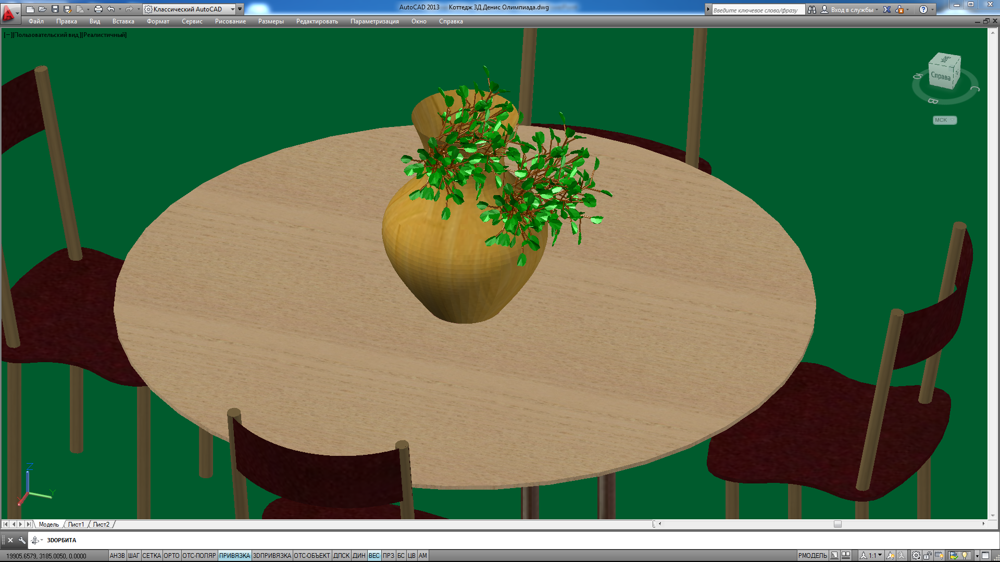 Классический AutoCAD
AutoCAD 2013 Коттедж 3Д Денис Олимпиада.dwg
Введите ключевое слово/фразу
Вход в службы
Файл Правка Вид Вставка Формат Сервис Рисование Размеры Редактировать Параметризация Окно Справка
[−][Пользовательский вид][Реалистичный]
Справа
Ю С В
МСК
Z
Y
X
Модель Лист1 Лист2
3DОРБИТА
19905.6579, 3185.0050, 0.0000 АНЗВ ШАГ СЕТКА ОРТО ОТС-ПОЛЯР ПРИВЯЗКА 3DПРИВЯЗКА ОТС-ОБЪЕКТ ДПСК ДИН ВЕС ПРЗ БС ЦВ АМ РМОДЕЛЬ 1:1